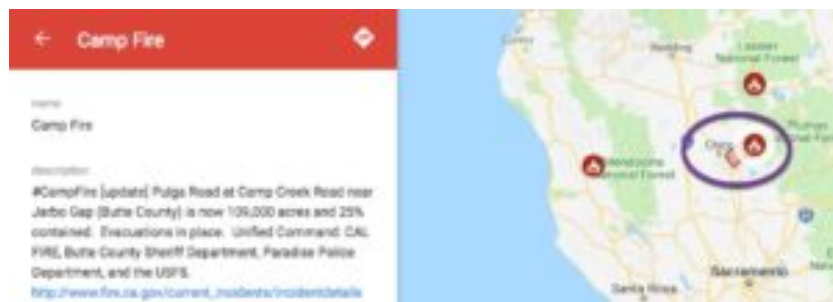 Camp Fire
name
Camp Fire
description
#CampFire [update] Pulga Road at Camp Creek Road near
Jarbo Gap (Butte County) is now 109,000 acres and 25%
contained. Evacuations in place. Unified Command: CAL
FIRE, Butte County Sheriff Department, Paradise Police
Department, and the USFS.
http://www.fire.ca.gov/current_incidents/incidentdetails
Redding
Lassen
National Forest
Plumas
Chico
Mendocino
National Forest
Sacramento
Santa Rosa